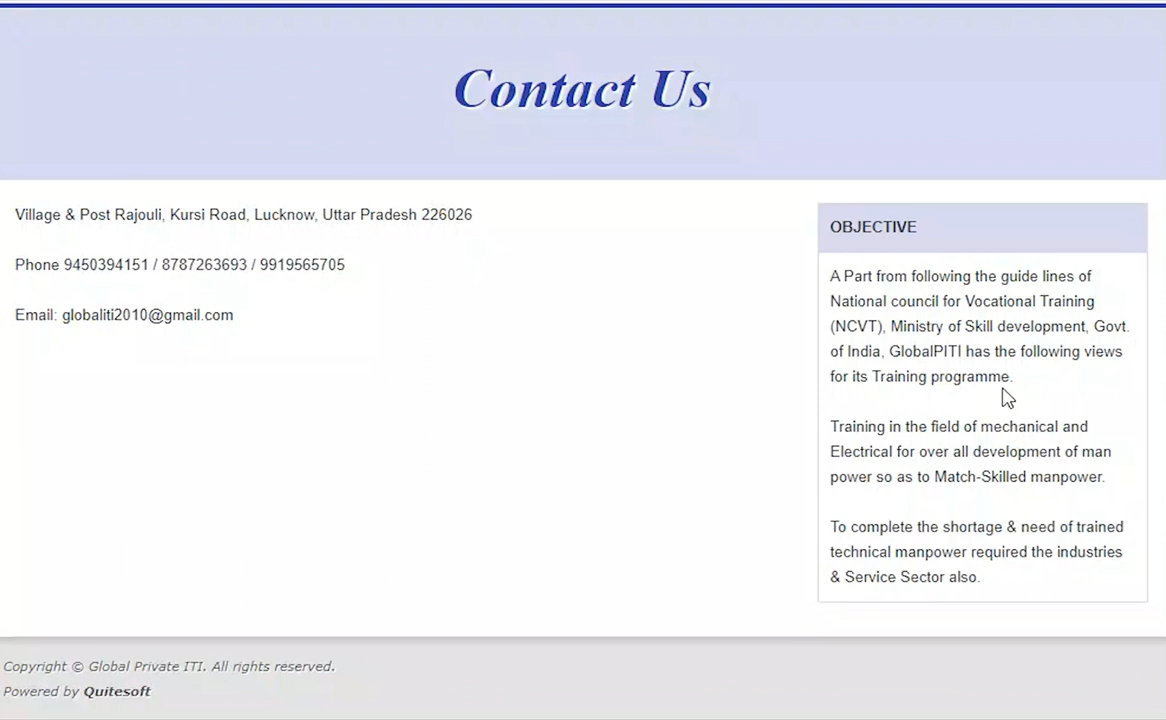 Contact Us
Village & Post Rajouli, Kursi Road, Lucknow, Uttar Pradesh 226026
Phone 9450394151 / 8787263693 / 9919565705
Email: globaliti2010@gmail.com
OBJECTIVE
A Part from following the guide lines of
National council for Vocational Training
(NCVT), Ministry of Skill development, Govt.
of India, GlobalPITI has the following views
for its Training programme.
Training in the field of mechanical and
Electrical for over all development of man
power so as to Match-Skilled manpower.
To complete the shortage & need of trained
technical manpower required the industries
& Service Sector also.
Copyright © Global Private ITI. All rights reserved.
Powered by Quitesoft